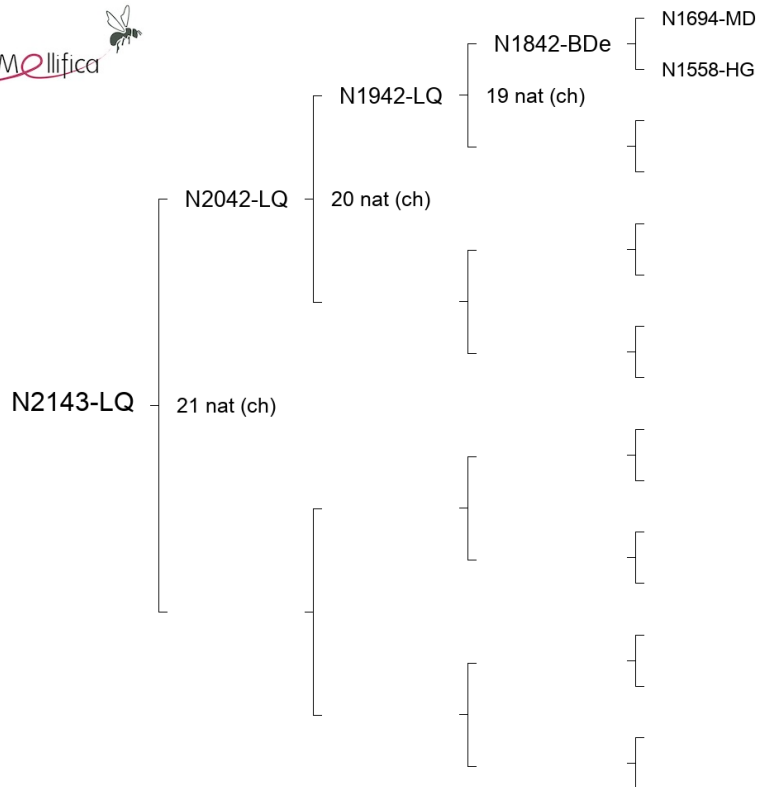 Mellifica
N1694-MD
N1842-BDe
N1558-HG
N1942-LQ
19 nat (ch)
N2042-LQ
20 nat (ch)
N2143-LQ
21 nat (ch)